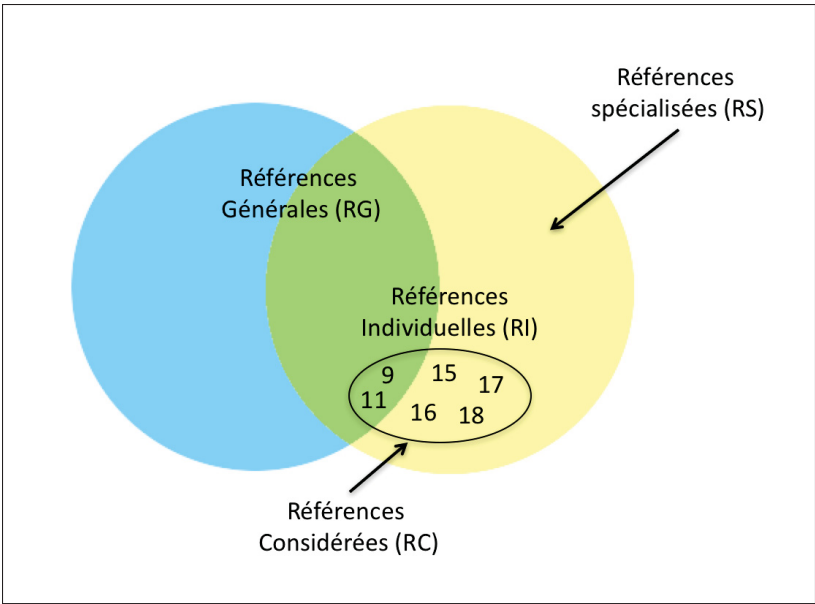 Références
spécialisées (RS)
Références
Générales (RG)
Références
Individuelles (RI)
9 15 17
11 16 18
Références
Considérées (RC)